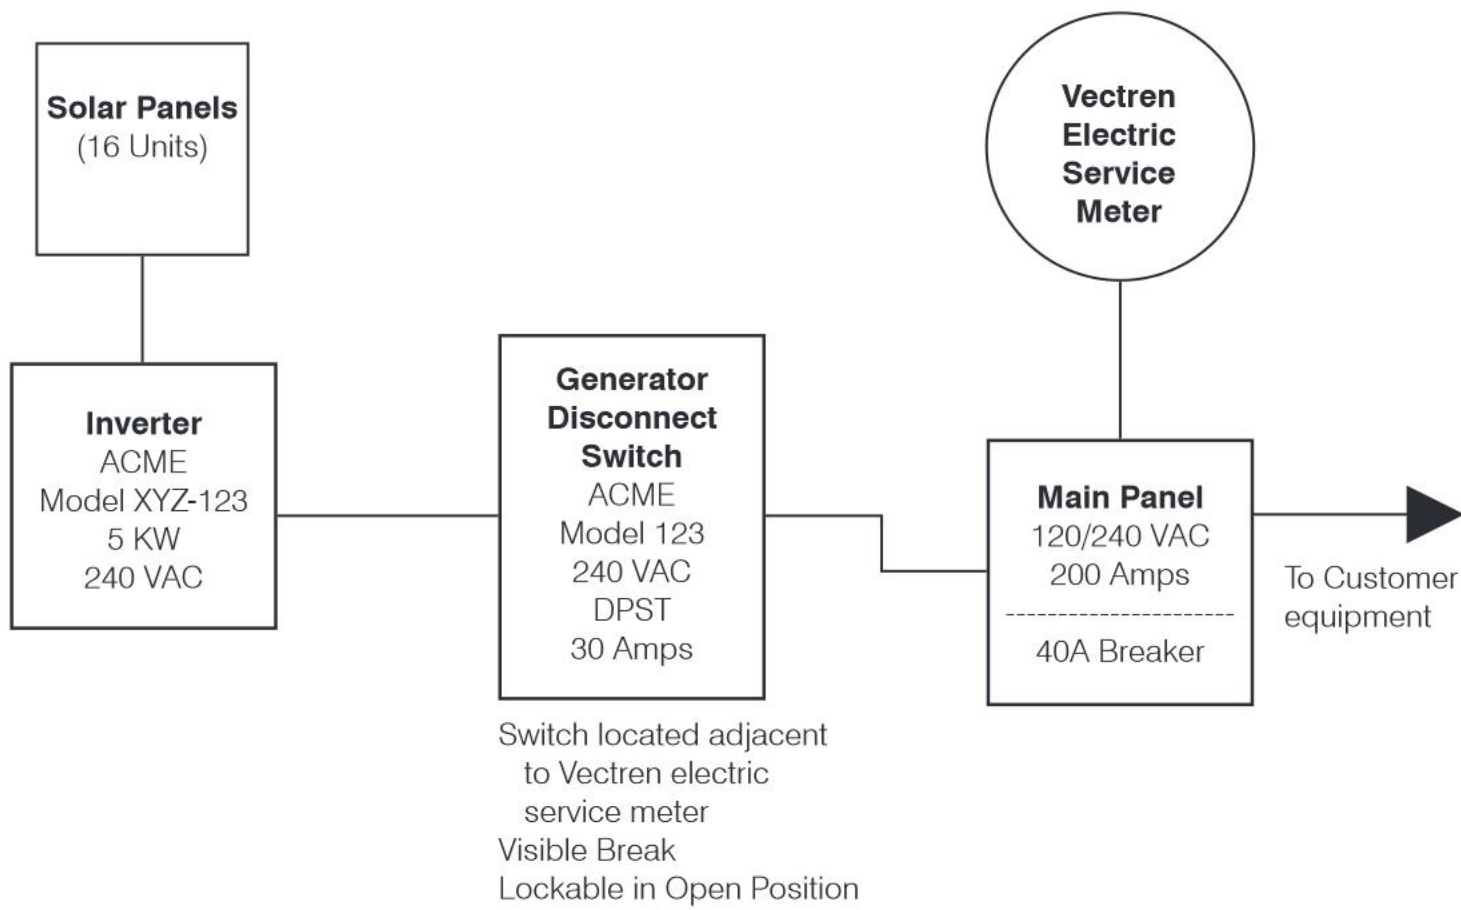 Solar Panels
(16 Units)
Vectren
Electric
Service
Meter
Inverter
ACME
Model XYZ-123
5 KW
240 VAC
Generator
Disconnect
Switch
ACME
Model 123
240 VAC
DPST
30 Amps
Main Panel
120/240 VAC
200 Amps
40A Breaker
To Customer
equipment
Switch located adjacent
to Vectren electric
service meter
Visible Break
Lockable in Open Position